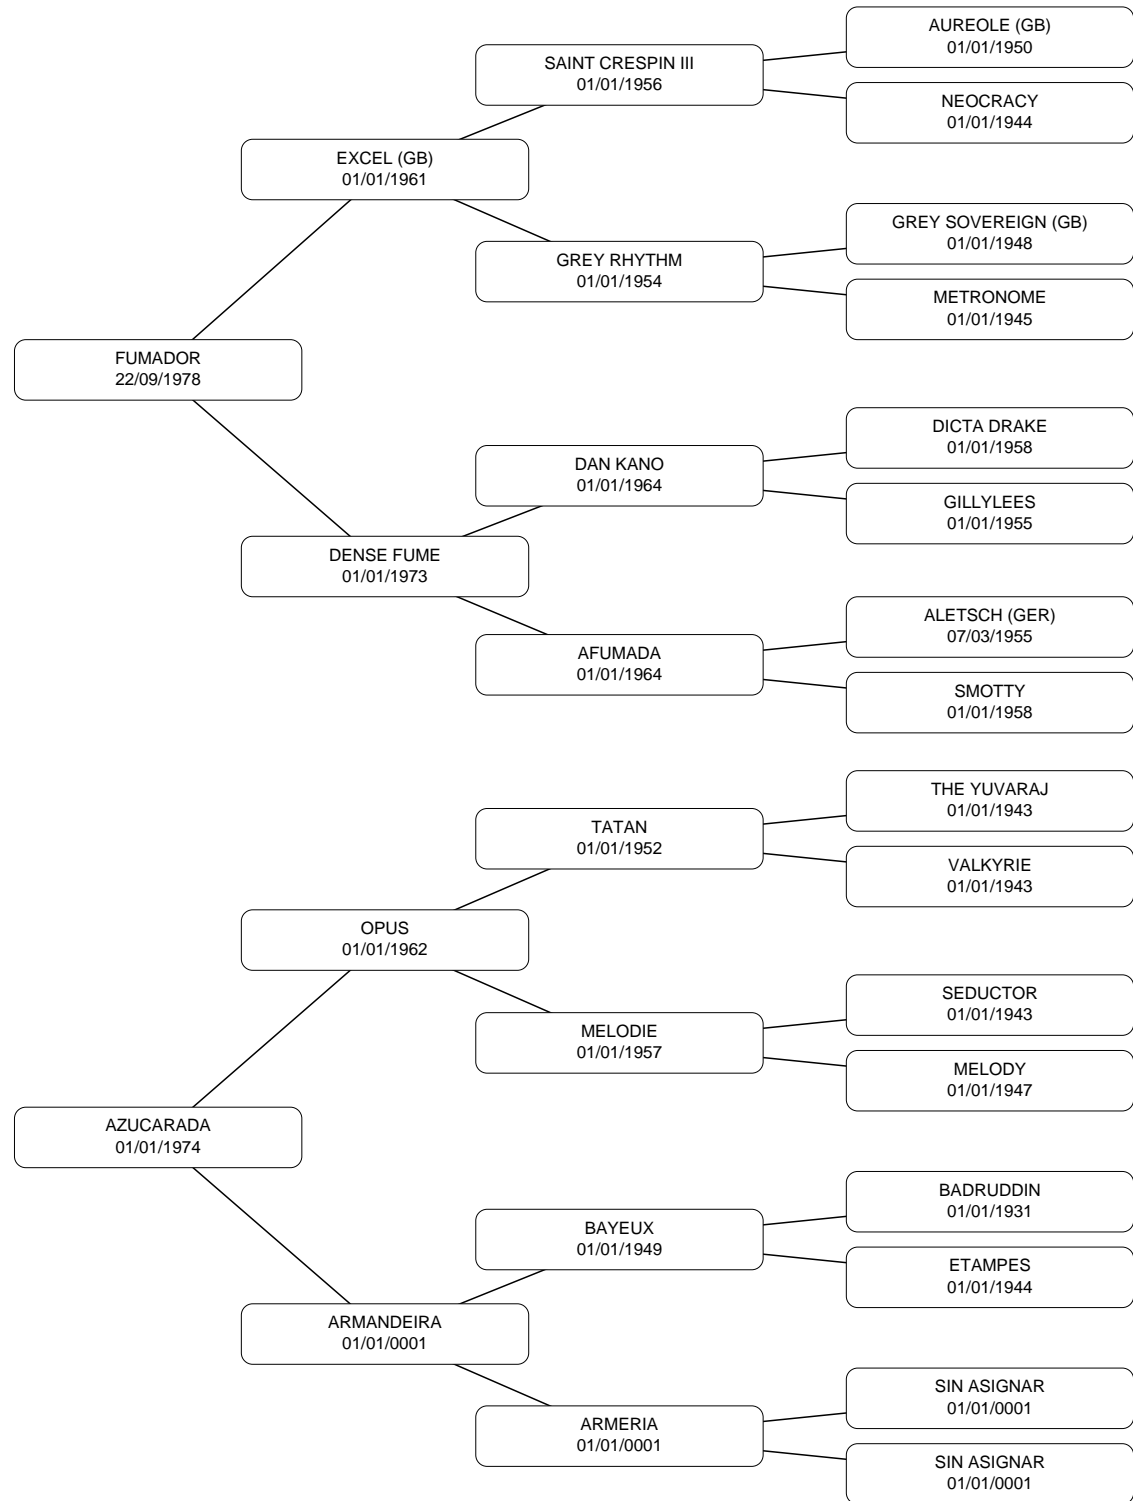 AUREOLE (GB)
01/01/1950
SAINT CRESPIN III
01/01/1956
NEOCRACY
01/01/1944
EXCEL (GB)
01/01/1961
GREY SOVEREIGN (GB)
01/01/1948
GREY RHYTHM
01/01/1954
METRONOME
01/01/1945
FUMADOR
22/09/1978
DICTA DRAKE
01/01/1958
DAN KANO
01/01/1964
GILLYLEES
01/01/1955
DENSE FUME
01/01/1973
ALETSCH (GER)
07/03/1955
AFUMADA
01/01/1964
SMOTTY
01/01/1958
THE YUVARAJ
01/01/1943
TATAN
01/01/1952
VALKYRIE
01/01/1943
OPUS
01/01/1962
SEDUCTOR
01/01/1943
MELODIE
01/01/1957
MELODY
01/01/1947
AZUCARADA
01/01/1974
BADRUDDIN
01/01/1931
BAYEUX
01/01/1949
ETAMPES
01/01/1944
ARMANDEIRA
01/01/0001
SIN ASIGNAR
01/01/0001
ARMERIA
01/01/0001
SIN ASIGNAR
01/01/0001